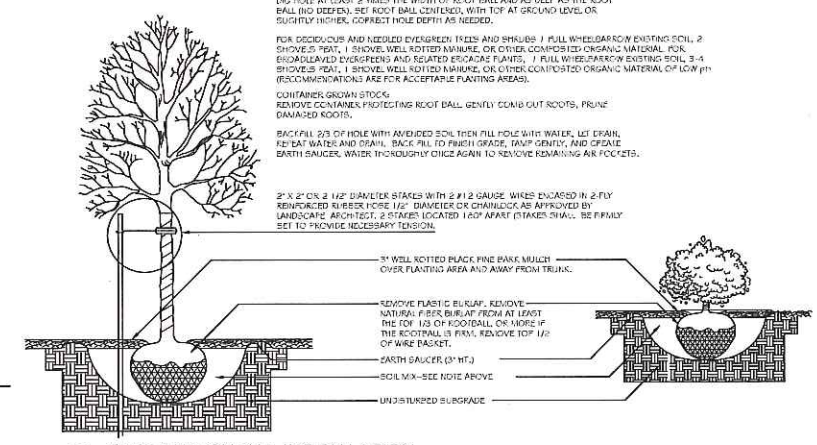 DIG HOLE AT LEAST 2 TIMES THE WIDTH OF ROOT BALL AND AS DEEP AS THE ROOT
BALL (NO DEEPER). SET ROOT BALL CENTERED, WITH TOP AT GROUND LEVEL OR
SLIGHTLY HIGHER. CORRECT HOLE DEPTH AS NEEDED.
FOR DECIDUOUS AND NEEDLED EVERGREEN TREES AND SHRUBS 1 FULL WHEELBARROW EXISTING SOIL, 2
SHOVELS PEAT, 1 SHOVEL WELL ROTTED MANURE, OR OTHER COMPOSTED ORGANIC MATERIAL. FOR
BROADLEAVED EVERGREENS AND RELATED ERICACAE PLANTS, 1 FULL WHEELBARROW EXISTING SOIL, 3-4
SHOVELS PEAT, 1 SHOVEL WELL ROTTED MANURE, OR OTHER COMPOSTED ORGANIC MATERIAL OF LOW pH
(RECOMMENDATIONS ARE FOR ACCEPTABLE PLANTING AREAS).
CONTAINER GROWN STOCK:
REMOVE CONTAINER PROTECTING ROOT BALL. GENTLY COMB OUT ROOTS, PRUNE
DAMAGED ROOTS.
BACKFILL 2/3 OF HOLE WITH AMENDED SOIL THEN FILL HOLE WITH WATER, LET DRAIN,
REPEAT WATER AND DRAIN. BACK FILL TO FINISH GRADE, TAMP GENTLY, AND CREATE
EARTH SAUCER, WATER THOROUGHLY ONCE AGAIN TO REMOVE REMAINING AIR POCKETS.
2" X 2" OR 2 1/2" DIAMETER STAKES WITH 2 #12 GAUGE WIRES ENCASED IN 2-PLY
REINFORCED RUBBER HOSE 1/2" DIAMETER OR CHAINLOCK AS APPROVED BY
LANDSCAPE ARCHITECT. 2 STAKES LOCATED 180° APART (STAKES SHALL BE FIRMLY
SET TO PROVIDE NECESSARY TENSION.
3" WELL ROTTED BLACK PINE BARK MULCH
OVER PLANTING AREA AND AWAY FROM TRUNK.
REMOVE PLASTIC BURLAP. REMOVE
NATURAL FIBER BURLAP FROM AT LEAST
THE TOP 1/3 OF ROOTBALL, OR MORE IF
THE ROOTBALL IS FIRM. REMOVE TOP 1/2
OF WIRE BASKET.
EARTH SAUCER (3" HT.)
SOIL MIX-SEE NOTE ABOVE
UNDISTURBED SUBGRADE